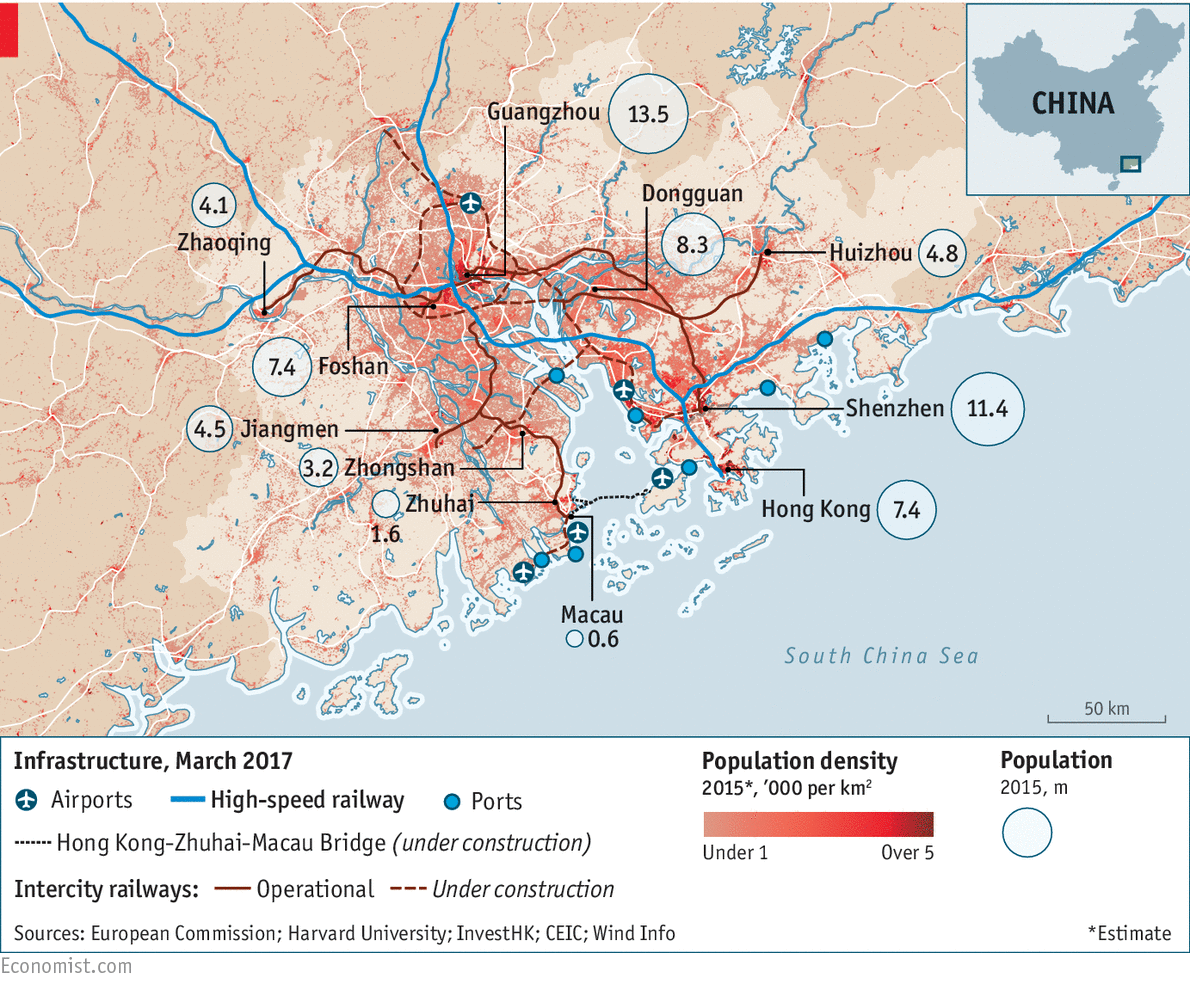 CHINA
Guangzhou
13.5
Dongguan
8.3
4.1
Zhaoqing
Huizhou
4.8
7.4
Foshan
Shenzhen
11.4
4.5
Jiangmen
3.2
Zhongshan
Zhuhai
1.6
Hong Kong
7.4
Macau
0.6
South China Sea
50 km
Infrastructure, March 2017
Airports
High-speed railway
Ports
Hong Kong-Zhuhai-Macau Bridge (under construction)
Intercity railways:
Operational
Under construction
Population density
2015*, ’000 per km²
Under 1
Over 5
Population
2015, m
Sources: European Commission; Harvard University; InvestHK; CEIC; Wind Info
*Estimate
Economist.com